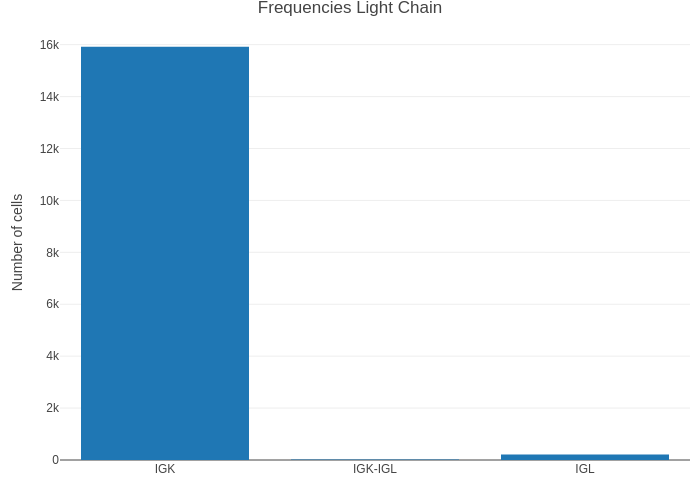 Frequencies Light Chain
Number of cells
16k
14k
12k
10k
8k
6k
4k
2k
0
IGK
IGK-IGL
IGL